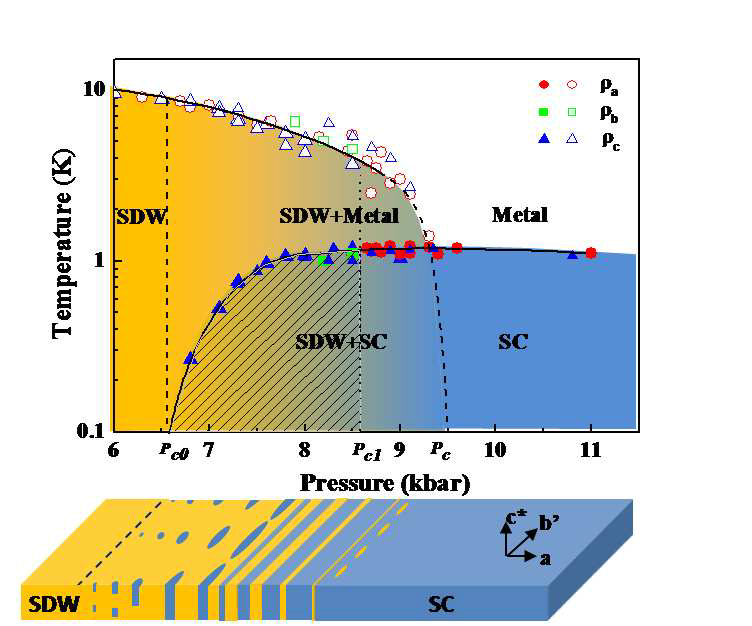 10
1
0.1
Temperature (K)
ρa
ρb
ρc
SDW
SDW+Metal
Metal
SDW+SC
SC
6 Pc0 7 8 Pc1 9 Pc 10 11
Pressure (kbar)
c*
b’
a
SDW
SC